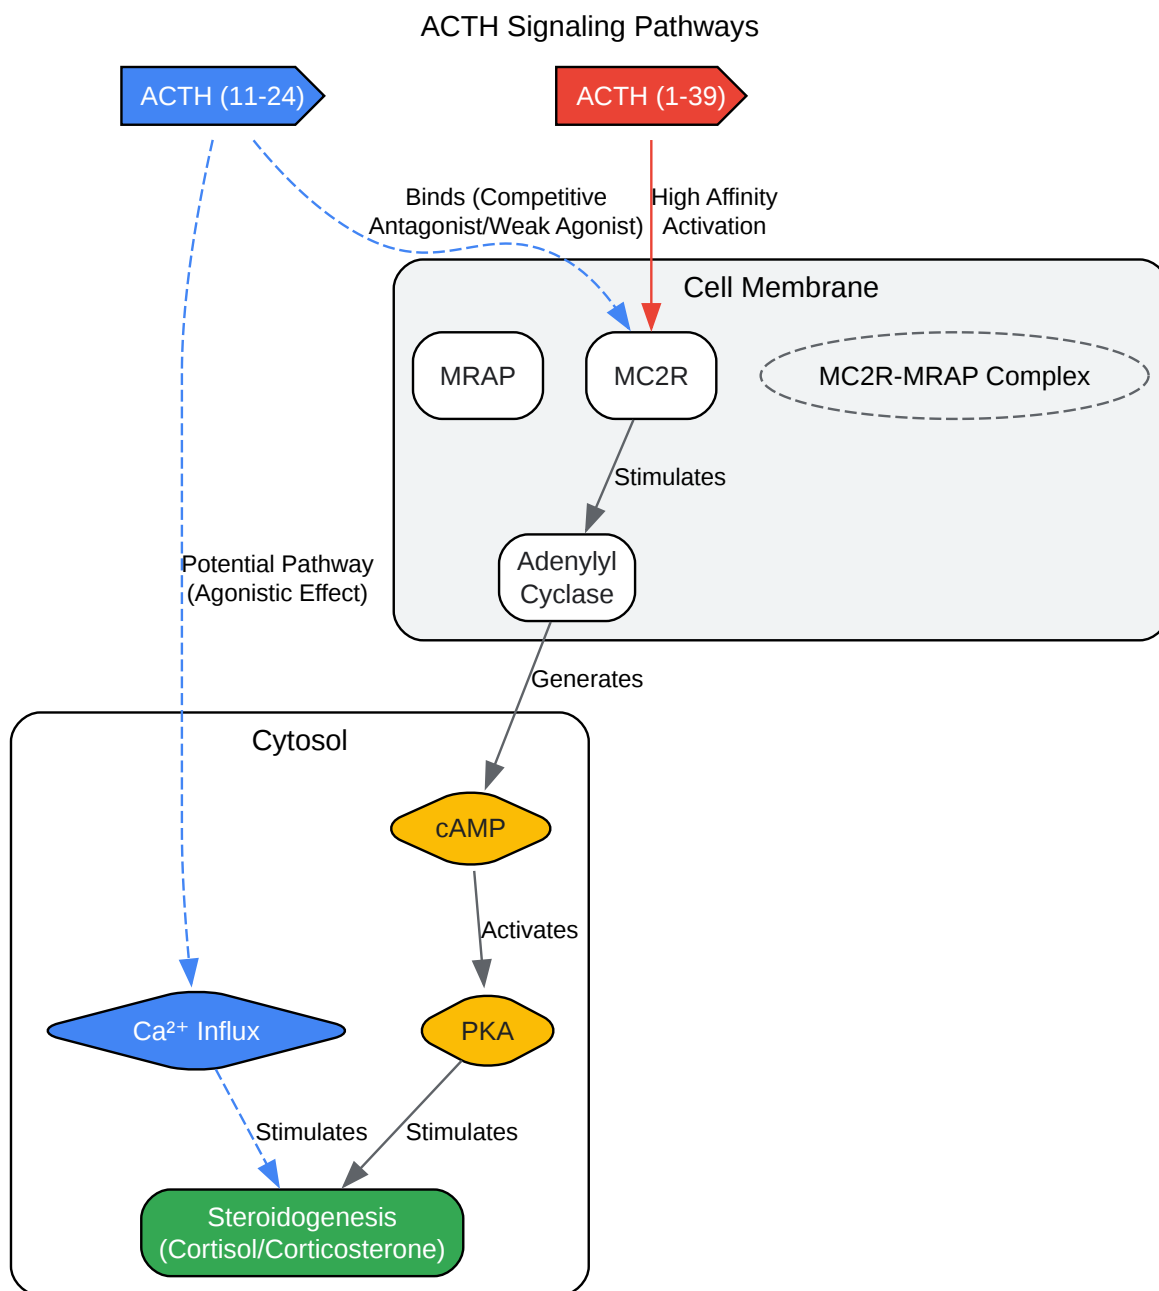 ACTH Signaling Pathways
ACTH (11-24)
ACTH (1-39)
Binds (Competitive
Antagonist/Weak Agonist)
High Affinity
Activation
Cell Membrane
MRAP
MC2R
MC2R-MRAP Complex
Stimulates
Adenylyl
Cyclase
Potential Pathway
(Agonistic Effect)
Generates
Cytosol
cAMP
Activates
Ca²⁺ Influx
PKA
Stimulates
Stimulates
Steroidogenesis
(Cortisol/Corticosterone)